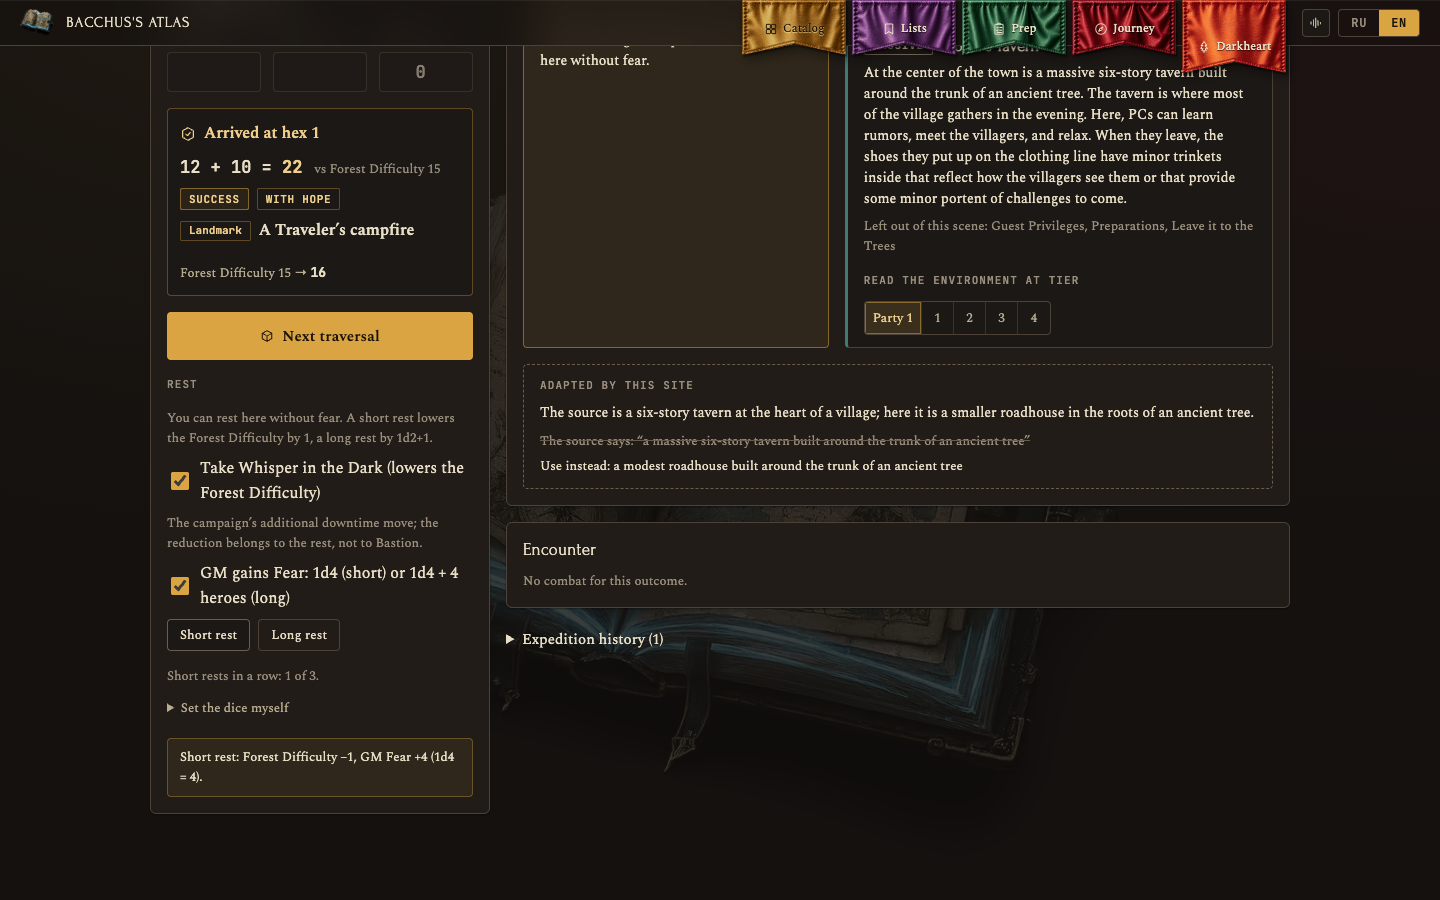 BACCHUS'S ATLAS
Catalog
Lists
Prep
Journey
Darkheart
RU
EN
0
Arrived at hex 1
12 + 10 = 22 vs Forest Difficulty 15
SUCCESS
WITH HOPE
Landmark A Traveler's campfire
Forest Difficulty 15 → 16
Next traversal
REST
You can rest here without fear. A short rest lowers
the Forest Difficulty by 1, a long rest by 1d2+1.
Take Whisper in the Dark (lowers the
Forest Difficulty)
The campaign's additional downtime move; the
reduction belongs to the rest, not to Bastion.
GM gains Fear: 1d4 (short) or 1d4 + 4
heroes (long)
Short rest
Long rest
Short rests in a row: 1 of 3.
Set the dice myself
Short rest: Forest Difficulty −1, GM Fear +4 (1d4
= 4).
here without fear.
At the center of the town is a massive six-story tavern built
around the trunk of an ancient tree. The tavern is where most
of the village gathers in the evening. Here, PCs can learn
rumors, meet the villagers, and relax. When they leave, the
shoes they put up on the clothing line have minor trinkets
inside that reflect how the villagers see them or that provide
some minor portent of challenges to come.
Left out of this scene: Guest Privileges, Preparations, Leave it to the
Trees
READ THE ENVIRONMENT AT TIER
Party 1
1
2
3
4
ADAPTED BY THIS SITE
The source is a six-story tavern at the heart of a village; here it is a smaller roadhouse in the roots of an ancient tree.
The source says: “a massive six-story tavern built around the trunk of an ancient tree”
Use instead: a modest roadhouse built around the trunk of an ancient tree
Encounter
No combat for this outcome.
Expedition history (1)